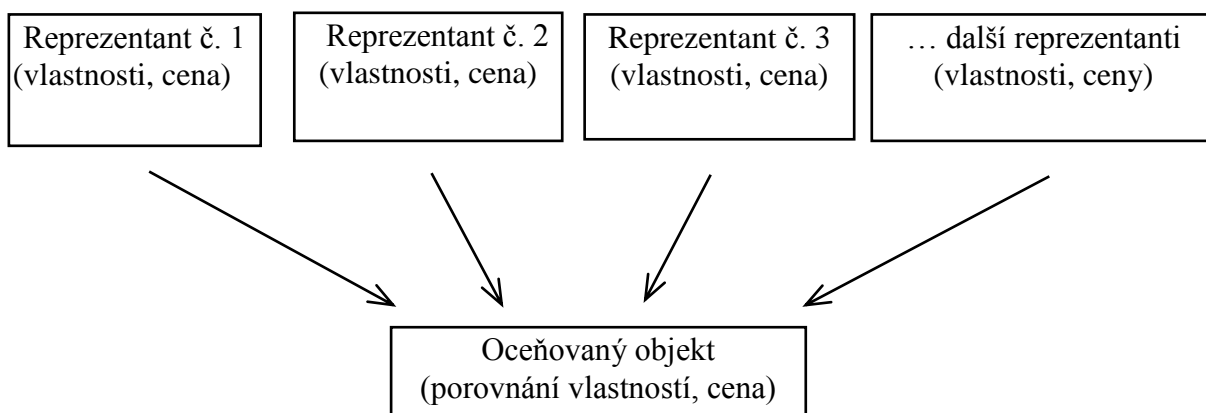 Reprezentant č. 1
(vlastnosti, cena)
Reprezentant č. 2
(vlastnosti, cena)
Reprezentant č. 3
(vlastnosti, cena)
… další reprezentanti
(vlastnosti, ceny)
Oceňovaný objekt
(porovnání vlastností, cena)